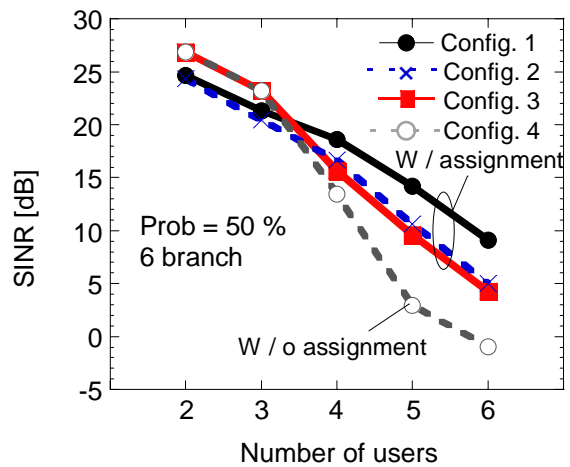 30
25
20
15
10
5
0
-5
SINR [dB]
Config. 1
Config. 2
Config. 3
Config. 4
W / assignment
Prob = 50 %
6 branch
W / o assignment
2 3 4 5 6
Number of users